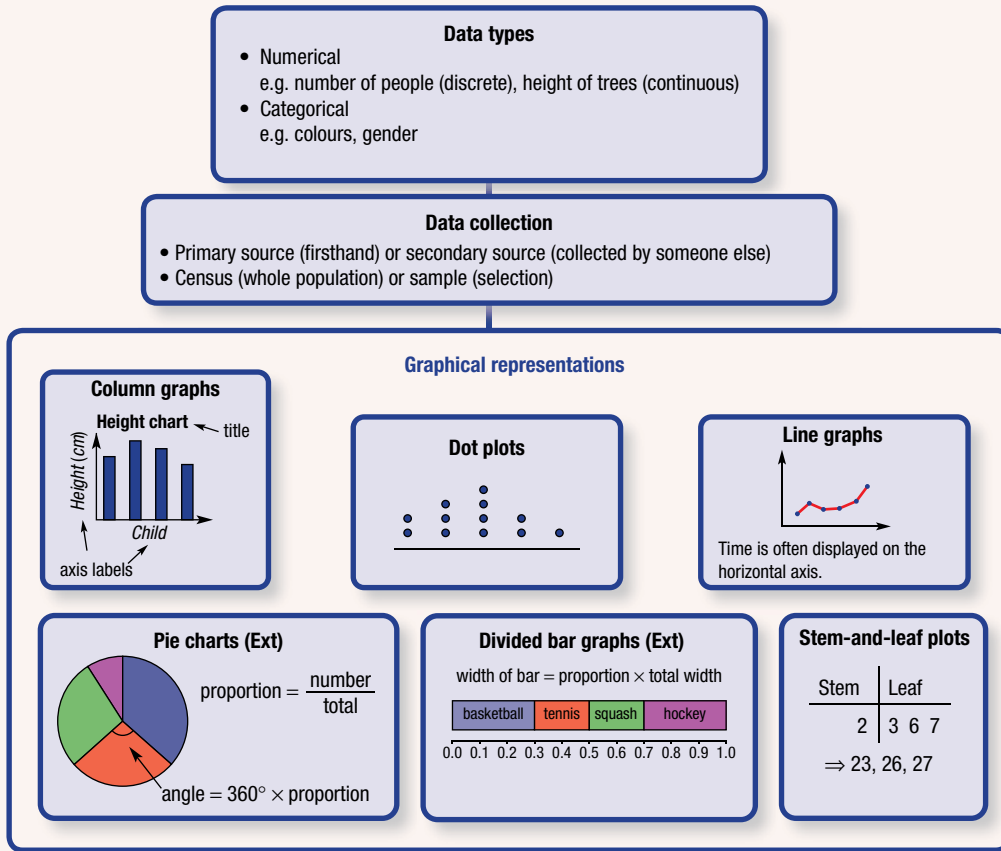 Data types
• Numerical
e.g. number of people (discrete), height of trees (continuous)
• Categorical
e.g. colours, gender
Data collection
• Primary source (firsthand) or secondary source (collected by someone else)
• Census (whole population) or sample (selection)
Graphical representations
Column graphs
Height chart
title
Height (cm)
Child
axis labels
Dot plots
Line graphs
Time is often displayed on the
horizontal axis.
Pie charts (Ext)
proportion = number
total
angle = 360° × proportion
Divided bar graphs (Ext)
width of bar = proportion × total width
basketball tennis squash hockey
0.0 0.1 0.2 0.3 0.4 0.5 0.6 0.7 0.8 0.9 1.0
Stem-and-leaf plots
Stem Leaf
2 3 6 7
⇒ 23, 26, 27